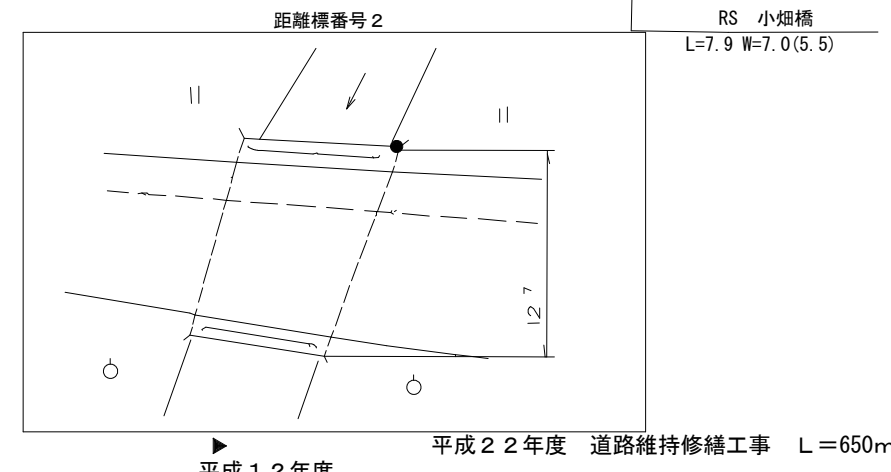 距離標番号２
RS 小畑橋
L=7.9 W=7.0(5.5)
12 7
平成２２年度 道路維持修繕工事 Ｌ＝650m
平成１２年度